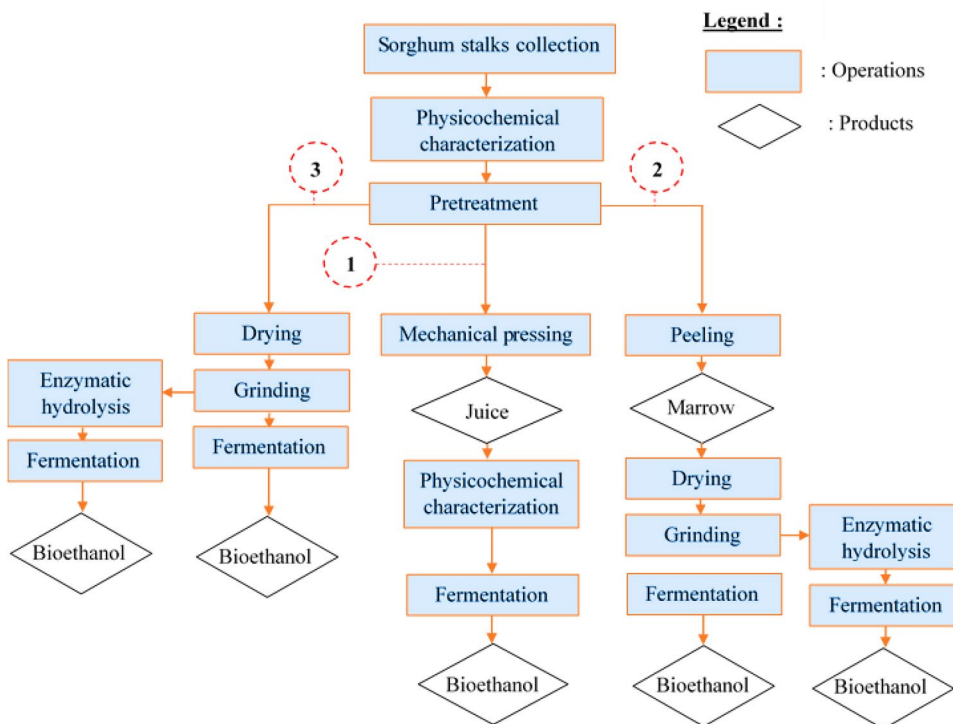 Legend :
Sorghum stalks collection
: Operations
Physicochemical
characterization
: Products
3
2
Pretreatment
1
Drying
Mechanical pressing
Peeling
Enzymatic
hydrolysis
Grinding
Juice
Marrow
Fermentation
Fermentation
Physicochemical
characterization
Drying
Grinding
Enzymatic
hydrolysis
Bioethanol
Bioethanol
Fermentation
Fermentation
Fermentation
Bioethanol
Bioethanol
Bioethanol